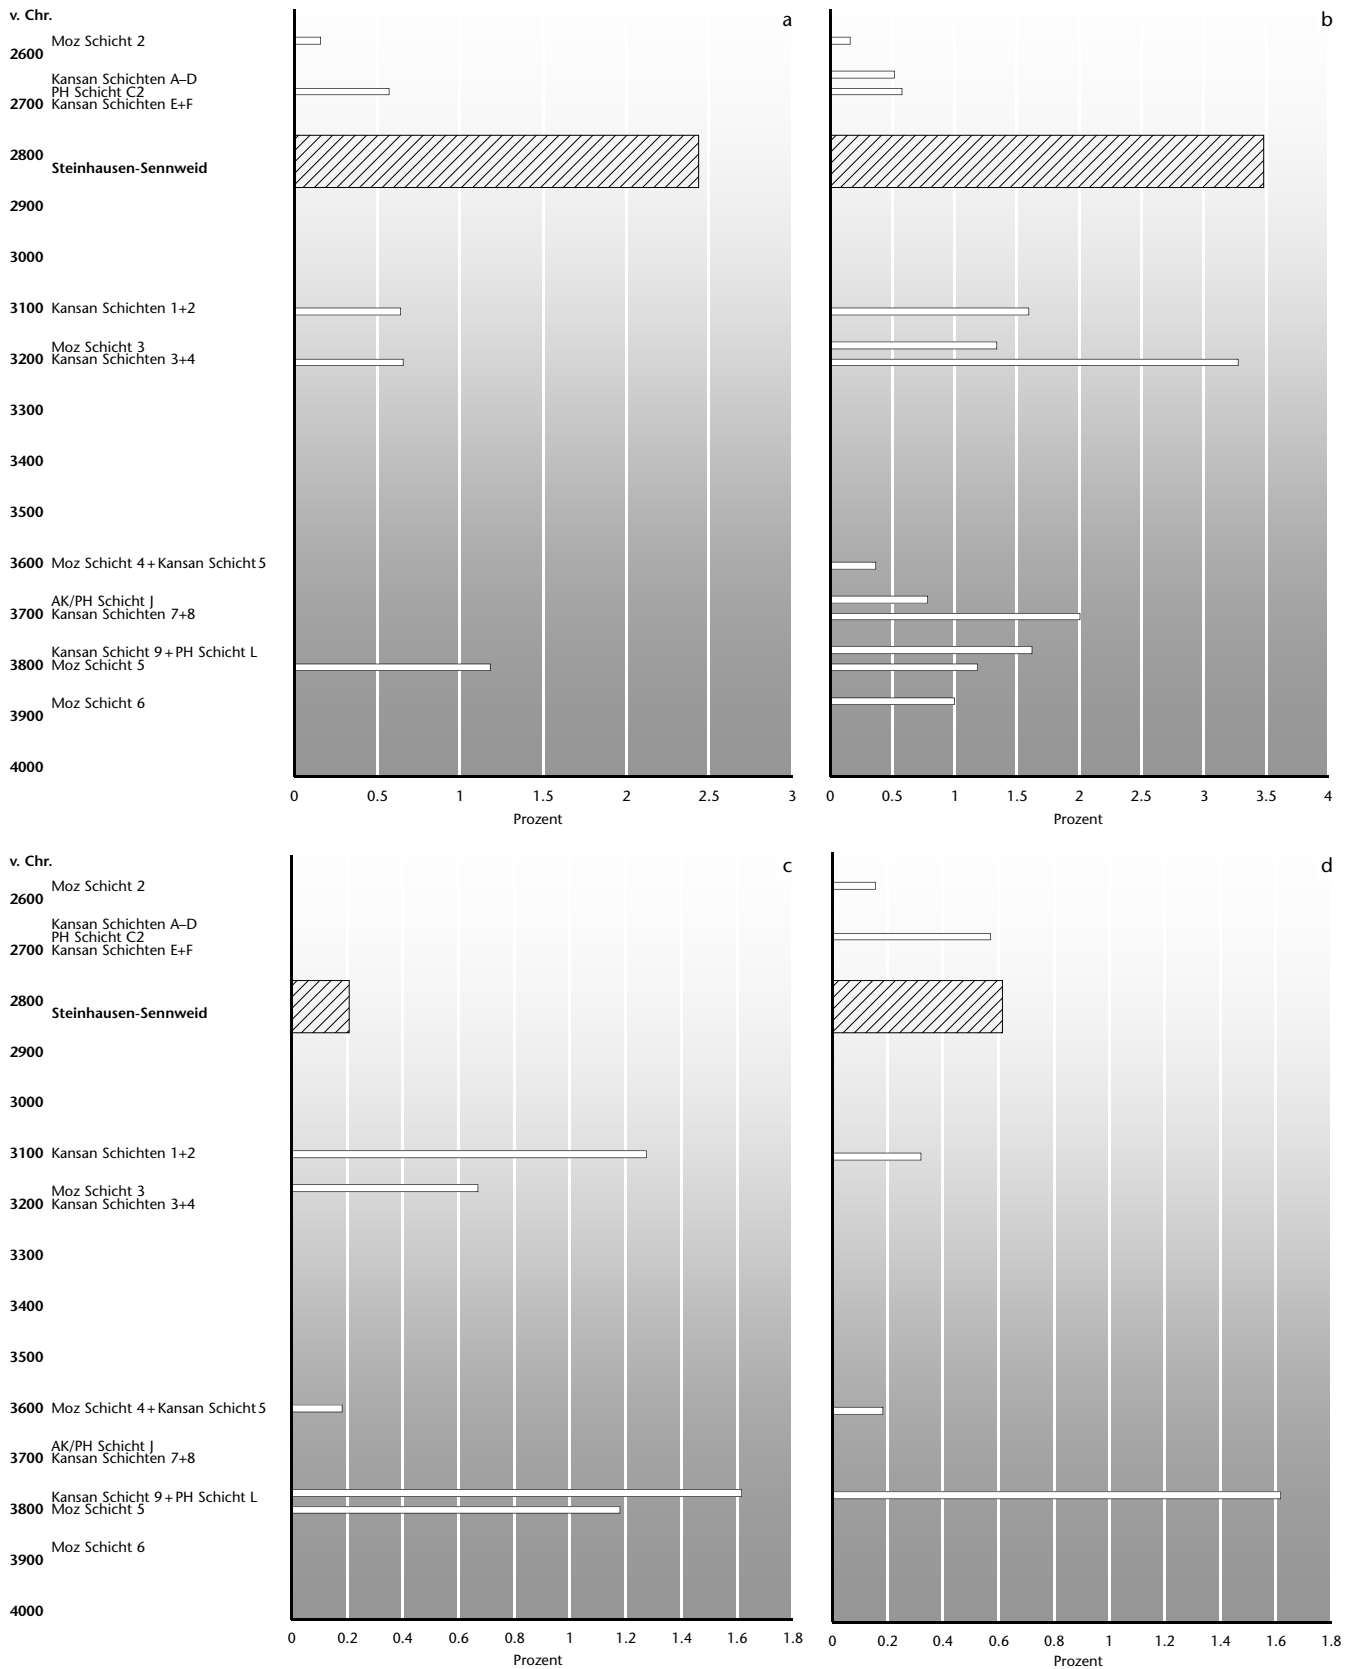 v. Chr.
a
b
Moz Schicht 2
2600
Kansan Schichten A–D
PH Schicht C2
2700 Kansan Schichten E+F
2800
Steinhausen-Sennweid
2900
3000
3100 Kansan Schichten 1+2
Moz Schicht 3
3200 Kansan Schichten 3+4
3300
3400
3500
3600 Moz Schicht 4+Kansan Schicht 5
AK/PH Schicht J
3700 Kansan Schichten 7+8
Kansan Schicht 9+PH Schicht L
3800 Moz Schicht 5
Moz Schicht 6
3900
4000
0 0.5 1 1.5 2 2.5 3
Prozent
0 0.5 1 1.5 2 2.5 3 3.5 4
Prozent
v. Chr.
c
d
Moz Schicht 2
2600
Kansan Schichten A–D
PH Schicht C2
2700 Kansan Schichten E+F
2800
Steinhausen-Sennweid
2900
3000
3100 Kansan Schichten 1+2
Moz Schicht 3
3200 Kansan Schichten 3+4
3300
3400
3500
3600 Moz Schicht 4+Kansan Schicht 5
AK/PH Schicht J
3700 Kansan Schichten 7+8
Kansan Schicht 9+PH Schicht L
3800 Moz Schicht 5
Moz Schicht 6
3900
4000
0 0.2 0.4 0.6 0.8 1 1.2 1.4 1.6 1.8
Prozent
0 0.2 0.4 0.6 0.8 1 1.2 1.4 1.6 1.8
Prozent